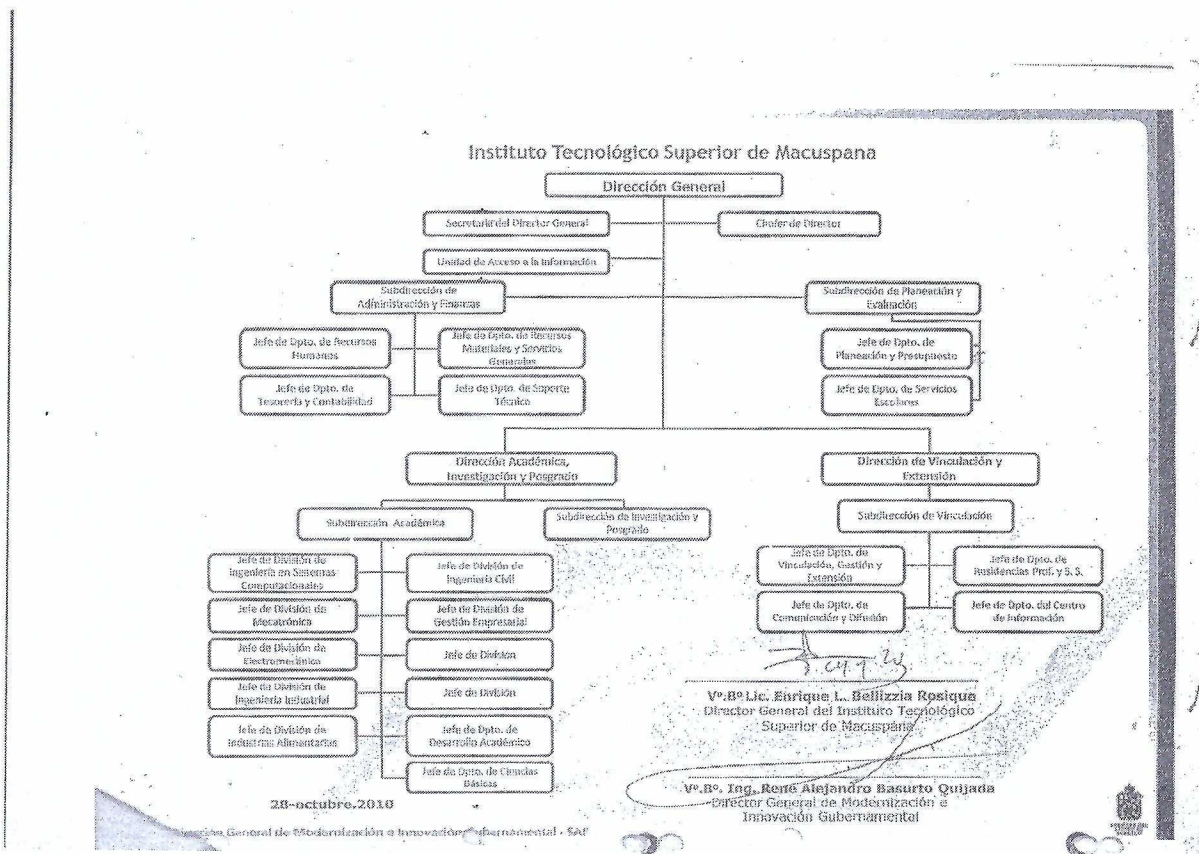 Instituto Tecnológico Superior de Macuspana
Dirección General
Secretaria del Director General
Chofer de Director
Unidad de Acceso a la Información
Subdirección de
Administración y Finanzas
Subdirección de Planeación y
Evaluación
Jefe de Dpto. de Recursos
Humanos
Jefe de Dpto. de Recursos
Materiales y Servicios
Generales
Jefe de Dpto. de
Planeación y Presupuesto
Jefe de Dpto. de
Tesorería y Contabilidad
Jefe de Dpto. de Soporte
Técnico
Jefe de Dpto. de Servicios
Escolares
Dirección Académica,
Investigación y Posgrado
Dirección de Vinculación y
Extensión
Subdirección Académica
Subdirección de Investigación y
Posgrado
Subdirección de Vinculación
Jefe de División de
Ingeniería en Sistemas
Computacionales
Jefe de División de
Ingeniería Civil
Jefe de Dpto. de
Vinculación, Gestión y
Extensión
Jefe de Dpto. de
Residencias Prof. y S. S.
Jefe de División de
Mecatrónica
Jefe de División de
Gestión Empresarial
Jefe de Dpto. de
Comunicación y Difusión
Jefe de Dpto. del Centro
de Información
Jefe de División de
Electromecánica
Jefe de División
Jefe de División de
Ingeniería Industrial
Jefe de División
Jefe de División de
Industrias Alimentarias
Jefe de Dpto. de
Desarrollo Académico
Jefe de Dpto. de Ciencias
Básicas
Vº.Bº Lic. Enrique L. Bellizzia Rosique
Director General del Instituto Tecnológico
Superior de Macuspana
Vº.Bº. Ing. René Alejandro Basurto Quijada
Director General de Modernización e
Innovación Gubernamental
28-octubre.2010
General de Modernización e Innovación Gubernamental -